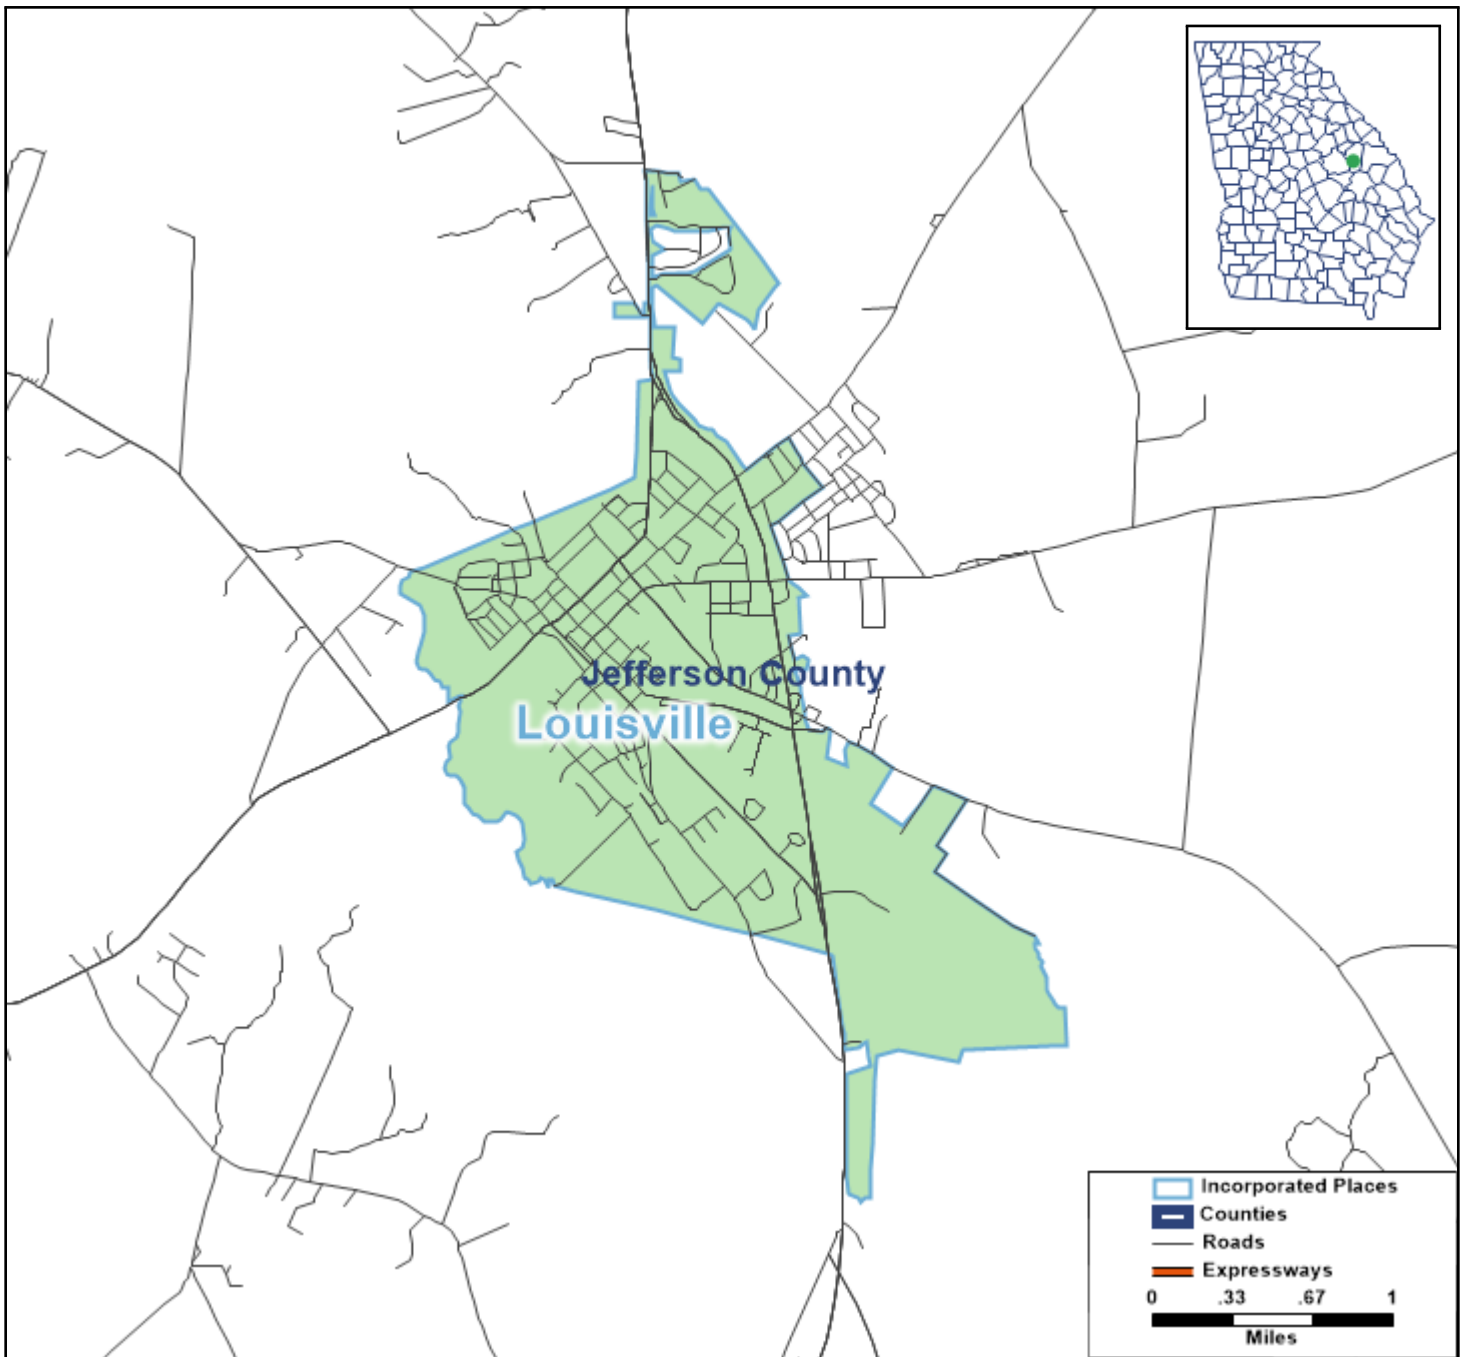 Jefferson County
Louisville
Incorporated Places
Counties
Roads
Expressways
0 .33 .67 1
Miles